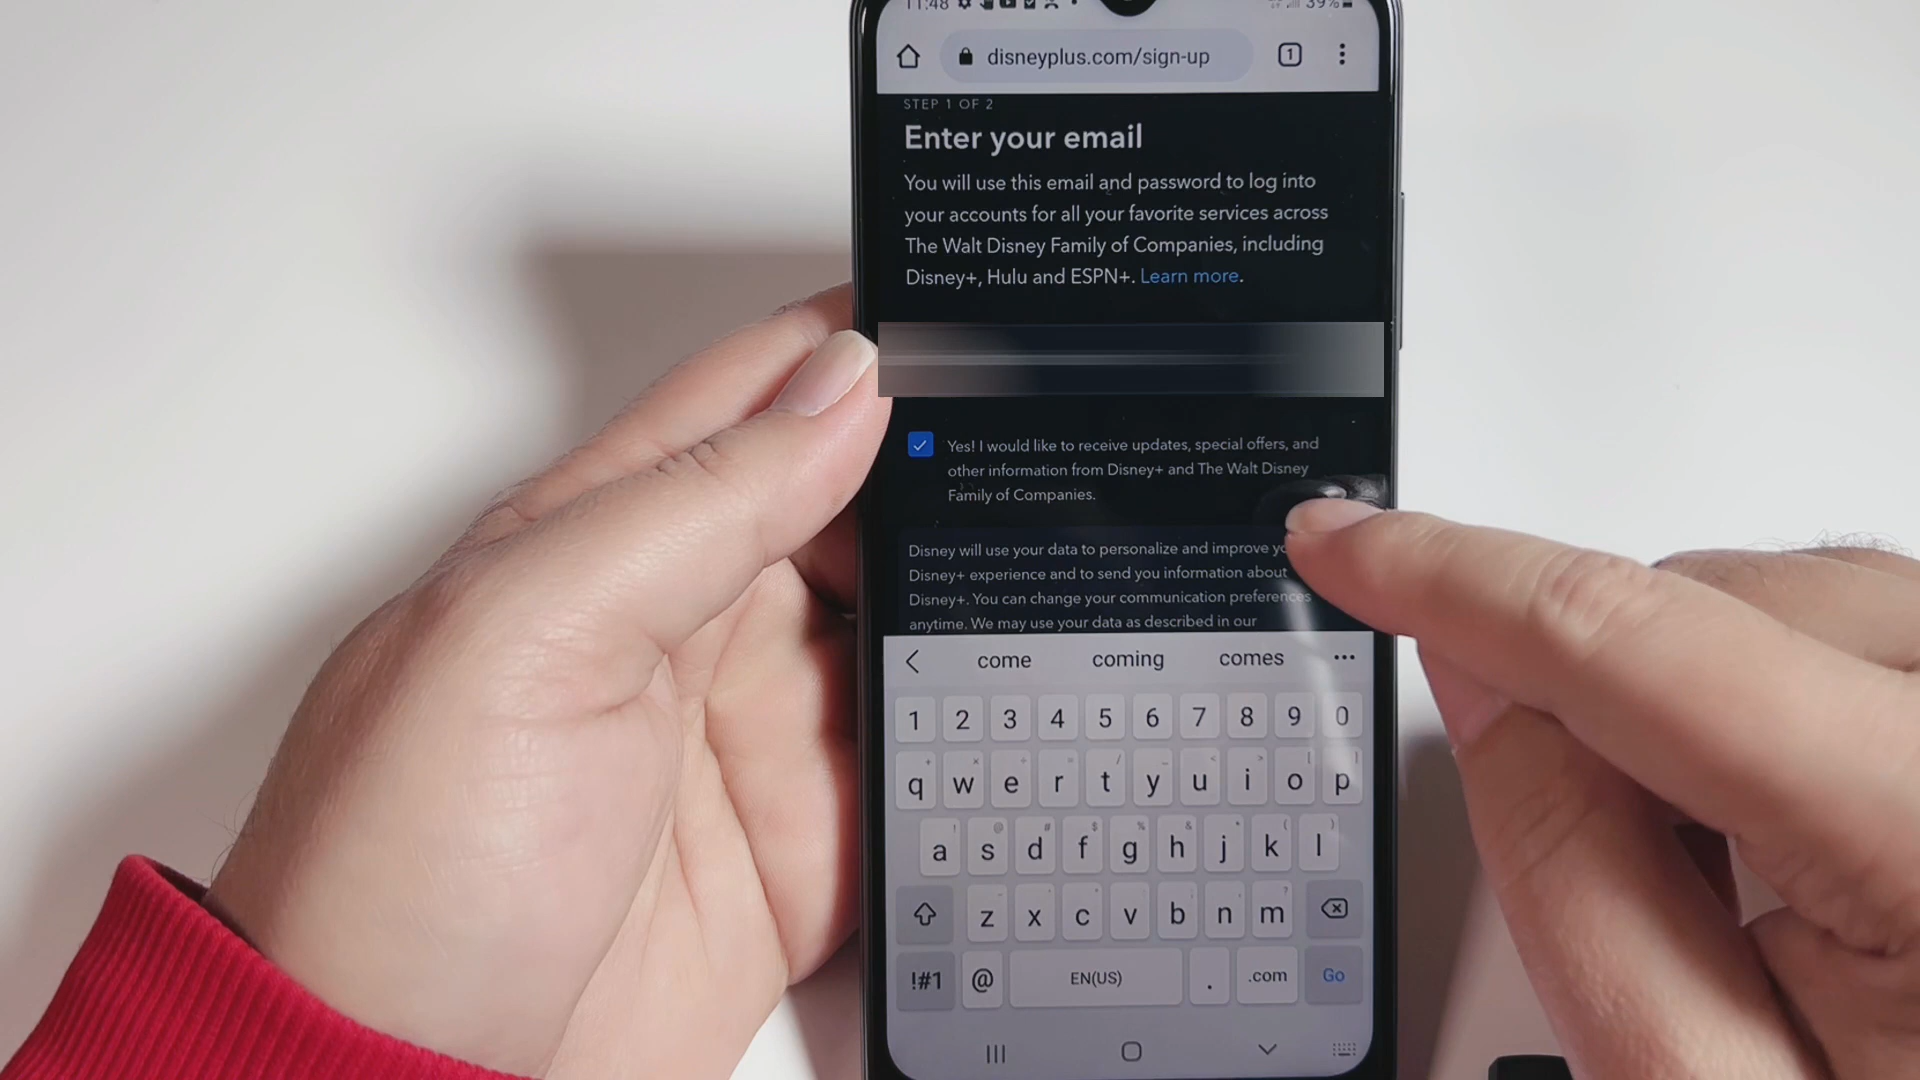 11:48 39%
disneyplus.com/sign-up 1
STEP 1 OF 2
Enter your email
You will use this email and password to log into
your accounts for all your favorite services across
The Walt Disney Family of Companies, including
Disney+, Hulu and ESPN+. Learn more.
Yes! I would like to receive updates, special offers, and
other information from Disney+ and The Walt Disney
Family of Companies.
Disney will use your data to personalize and improve
Disney+ experience and to send you information about
Disney+. You can change your communication preferences
anytime. We may use your data as described in our
come coming comes
1 2 3 4 5 6 7 8 9 0
q w e r t y u i o p
a s d f g h j k l
z x c v b n m
!#1 @ EN(US) . .com Go